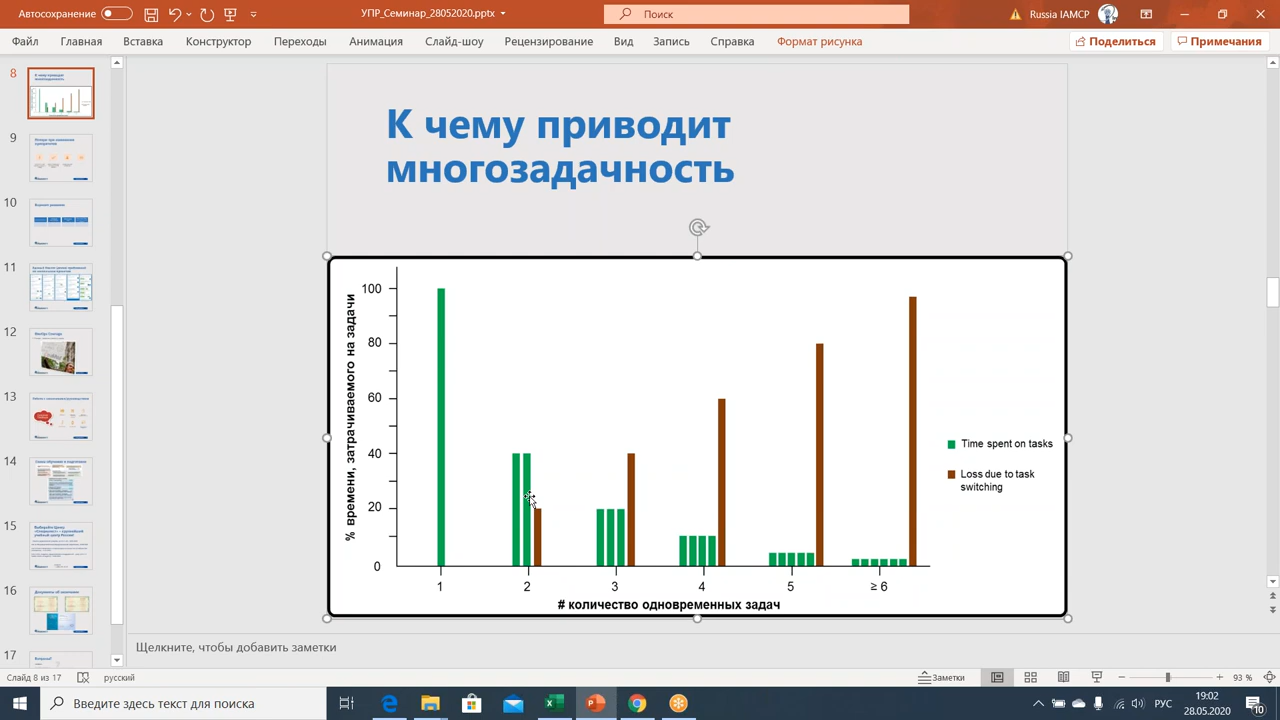 Автосохранение
УПР_Семинар_28052020.pptx
Поиск
Russia IAMCP
Файл Главная Вставка Конструктор Переходы Анимация Слайд-шоу Рецензирование Вид Запись Справка Формат рисунка
Поделиться
Примечания
8
9
10
11
12
13
14
15
16
17
К чему приводит
многозадачность
% времени, затрачиваемого на задачи
100
80
60
40
20
0
1 2 3 4 5 ≥ 6
# количество одновременных задач
Time spent on tasks
Loss due to task
switching
Щелкните, чтобы добавить заметки
Слайд 8 из 17
русский
Заметки
93 %
Введите здесь текст для поиска
РУС
19:02
28.05.2020
10